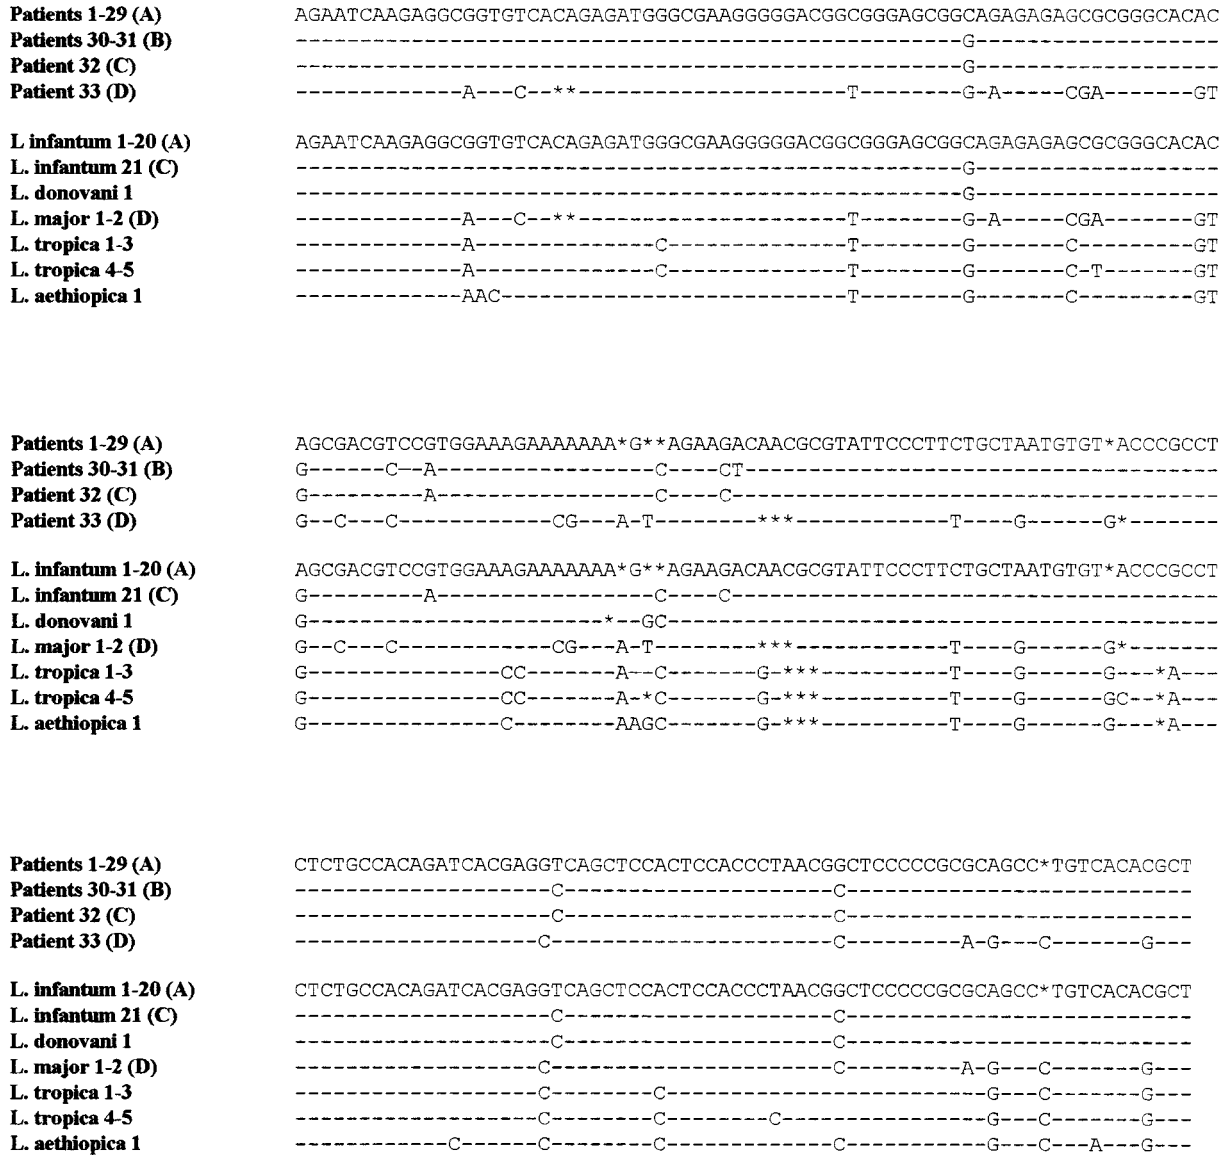 Patients 1-29 (A) AGAATCAAGAGGCGGTGTCACAGAGATGGGCGAAGGGGGACGGCGGGAGCGGCAGAGAGAGCGCGGGCACAC
Patients 30-31 (B) ----------------------------------------------------G-------------------
Patient 32 (C) ----------------------------------------------------G-------------------
Patient 33 (D) -------------A---C--**---------------------T--------G-A-----CGA-------GT
L infantum 1-20 (A) AGAATCAAGAGGCGGTGTCACAGAGATGGGCGAAGGGGGACGGCGGGAGCGGCAGAGAGAGCGCGGGCACAC
L. infantum 21 (C) ----------------------------------------------------G-------------------
L. donovani 1 ----------------------------------------------------G-------------------
L. major 1-2 (D) -------------A---C--**---------------------T--------G-A-----CGA-------GT
L. tropica 1-3 -------------A--------------C--------------T--------G-------C---------GT
L. tropica 4-5 -------------A--------------C--------------T--------G-------C-T-------GT
L. aethiopica 1 -------------AAC---------------------------T--------G-------C---------GT
Patients 1-29 (A) AGCGACGTCCGTGGAAAGAAAAAAA*G**AGAAGACAACGCGTATTCCCTTCTGCTAATGTGT*ACCCGCCT
Patients 30-31 (B) G------C--A-----------------C----CT-------------------------------------
Patient 32 (C) G---------A-----------------C----C--------------------------------------
Patient 33 (D) G--C---C------------CG---A-T--------***------------T----G------G*-------
L. infantum 1-20 (A) AGCGACGTCCGTGGAAAGAAAAAAA*G**AGAAGACAACGCGTATTCCCTTCTGCTAATGTGT*ACCCGCCT
L. infantum 21 (C) G---------A-----------------C----C--------------------------------------
L. donovani 1 G-----------------------*--GC-------------------------------------------
L. major 1-2 (D) G--C---C------------CG---A-T--------***------------T----G------G*-------
L. tropica 1-3 G---------------CC-------A--C-------G-***----------T----G------G---*A---
L. tropica 4-5 G---------------CC-------A-*C-------G-***----------T----G------GC--*A---
L. aethiopica 1 G---------------C--------AAGC-------G-***----------T----G------G---*A---
Patients 1-29 (A) CTCTGCCACAGATCACGAGGTCAGCTCCACTCCACCCTAACGGCTCCCCCGCGCAGCC*TGTCACACGCT
Patients 30-31 (B) --------------------C---------------------C---------------------------
Patient 32 (C) --------------------C---------------------C---------------------------
Patient 33 (D) -------------------C----------------------C---------A-G---C-------G---
L. infantum 1-20 (A) CTCTGCCACAGATCACGAGGTCAGCTCCACTCCACCCTAACGGCTCCCCCGCGCAGCC*TGTCACACGCT
L. infantum 21 (C) --------------------C---------------------C---------------------------
L. donovani 1 --------------------C---------------------C---------------------------
L. major 1-2 (D) -------------------C----------------------C---------A-G---C-------G---
L. tropica 1-3 -------------------C--------C-------------------------G---C-------G---
L. tropica 4-5 -------------------C--------C--------C----------------G---C-------G---
L. aethiopica 1 ------------C------C--------C-------------C-----------G---C---A---G---